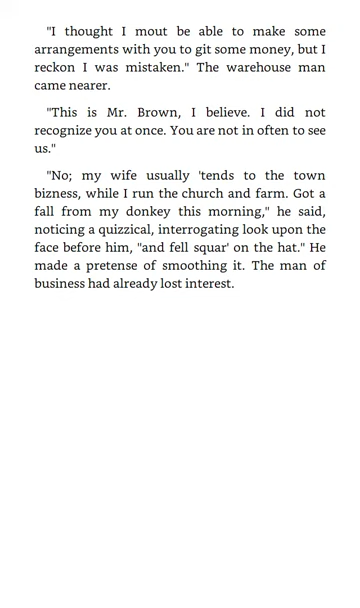 "I thought I mout be able to make some
arrangements with you to git some money, but I
reckon I was mistaken." The warehouse man
came nearer.
"This is Mr. Brown, I believe. I did not
recognize you at once. You are not in often to see
us."
"No; my wife usually 'tends to the town
bizness, while I run the church and farm. Got a
fall from my donkey this morning," he said,
noticing a quizzical, interrogating look upon the
face before him, "and fell squar' on the hat." He
made a pretense of smoothing it. The man of
business had already lost interest.